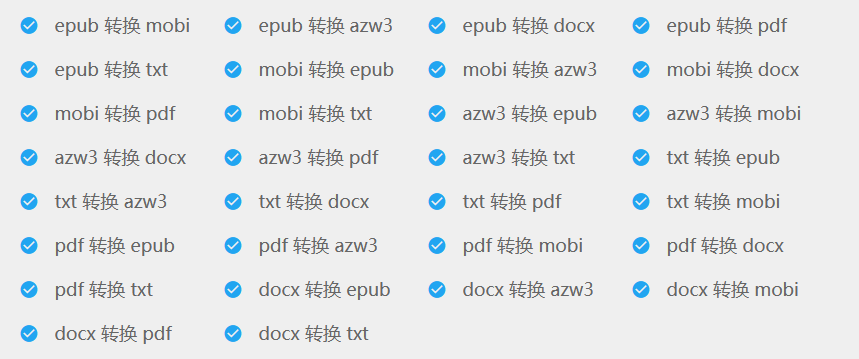 epub 转换 mobi epub 转换 azw3 epub 转换 docx epub 转换 pdf
epub 转换 txt mobi 转换 epub mobi 转换 azw3 mobi 转换 docx
mobi 转换 pdf mobi 转换 txt azw3 转换 epub azw3 转换 mobi
azw3 转换 docx azw3 转换 pdf azw3 转换 txt txt 转换 epub
txt 转换 azw3 txt 转换 docx txt 转换 pdf txt 转换 mobi
pdf 转换 epub pdf 转换 azw3 pdf 转换 mobi pdf 转换 docx
pdf 转换 txt docx 转换 epub docx 转换 azw3 docx 转换 mobi
docx 转换 pdf docx 转换 txt